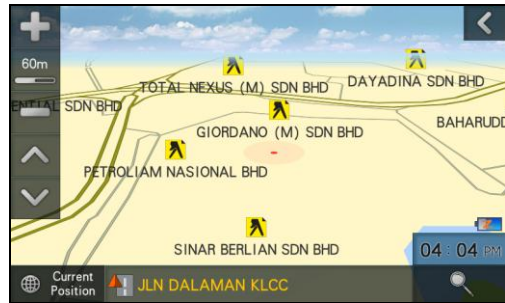 60m
TOTAL NEXUS (M) SDN BHD
DAYADINA SDN BHD
SDN BHD
GIORDANO (M) SDN BHD
PETROLIAM NASIONAL BHD
SINAR BERLIAN SDN BHD
04:04 PM
Current
Position
JLN DALAMAN KLCC